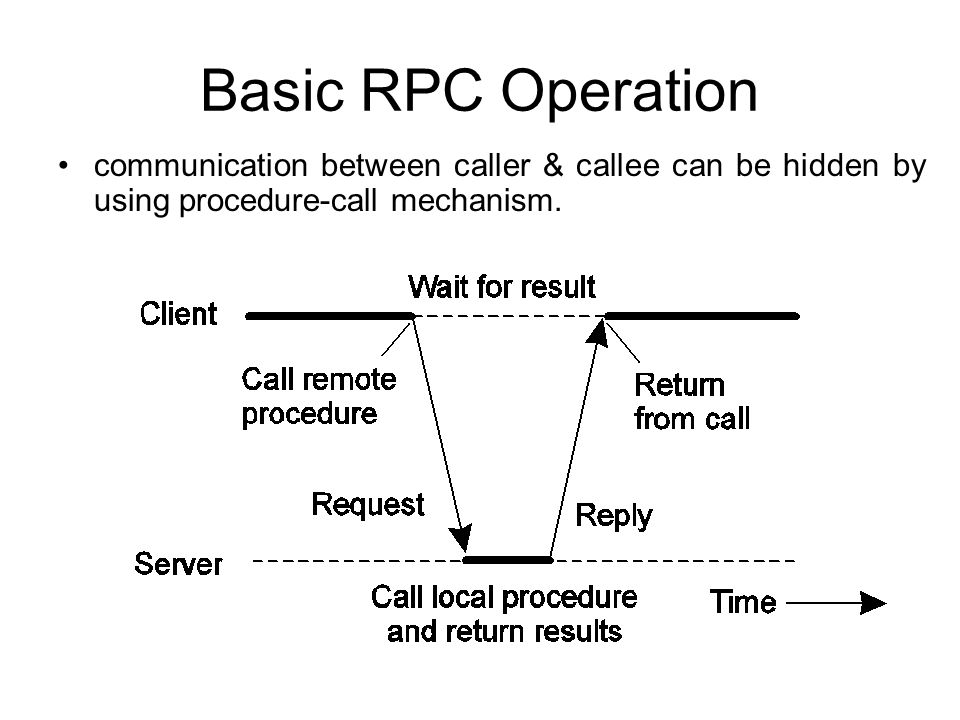 Basic RPC Operation
• communication between caller & callee can be hidden by
using procedure-call mechanism.
Wait for result
Client
Call remote
procedure
Return
from call
Request
Reply
Server
Call local procedure
and return results
Time